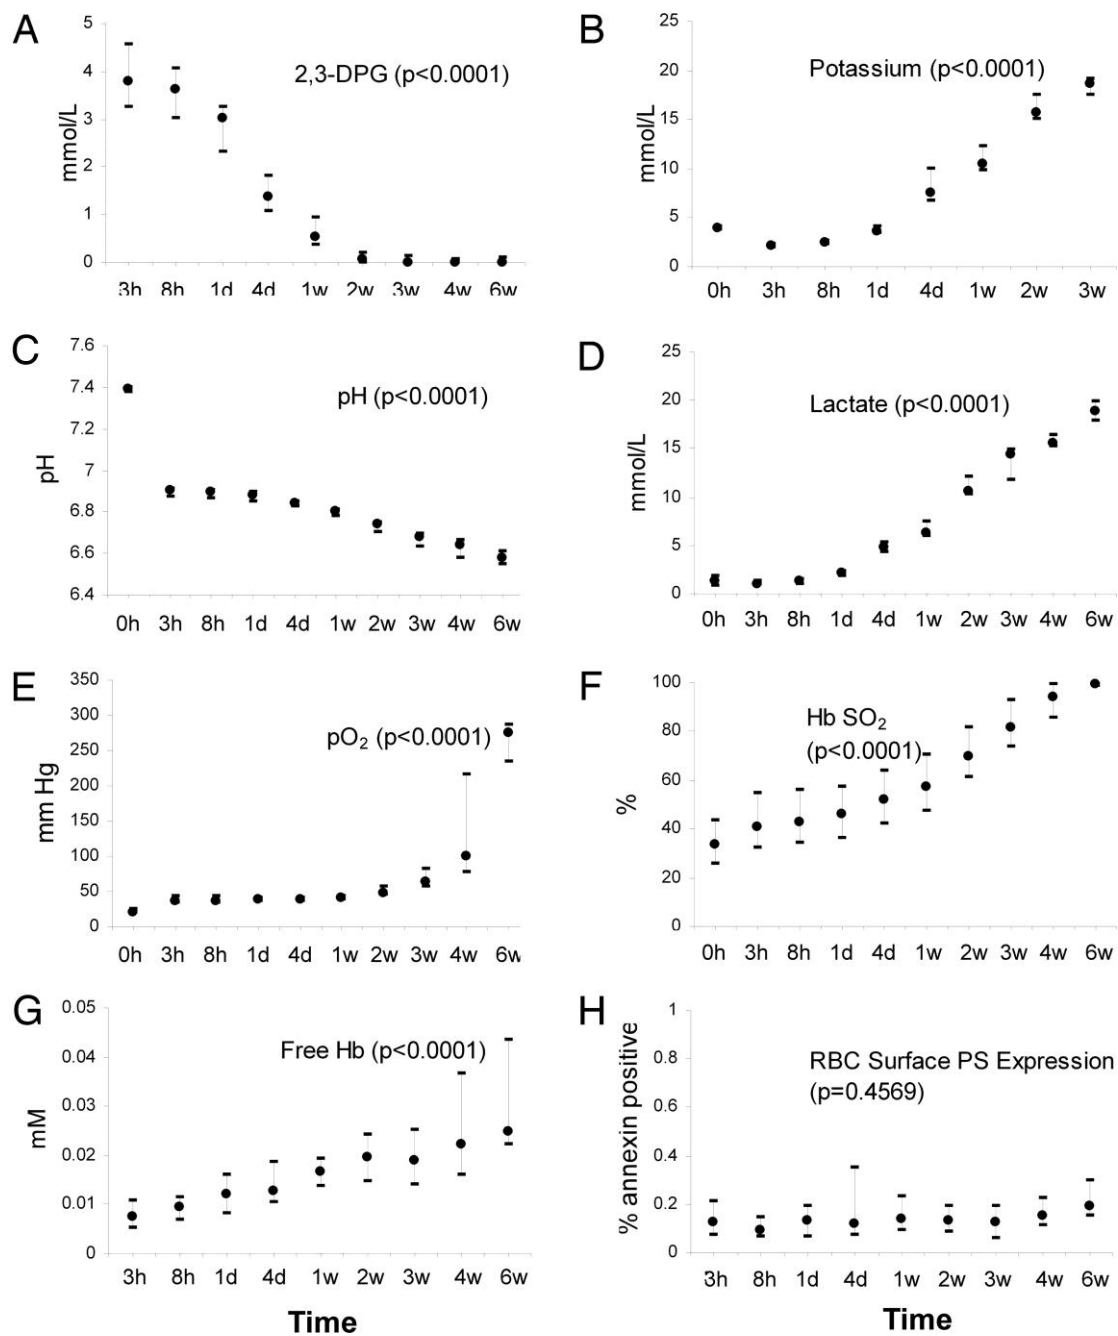 A
5
4
3
2
1
0
mmol/L
2,3-DPG (p<0.0001)
3h 8h 1d 4d 1w 2w 3w 4w 6w
B
25
20
15
10
5
0
mmol/L
Potassium (p<0.0001)
0h 3h 8h 1d 4d 1w 2w 3w
C
7.6
7.4
7.2
7
6.8
6.6
6.4
pH
pH (p<0.0001)
0h 3h 8h 1d 4d 1w 2w 3w 4w 6w
D
25
20
15
10
5
0
mmol/L
Lactate (p<0.0001)
0h 3h 8h 1d 4d 1w 2w 3w 4w 6w
E
350
300
250
200
150
100
50
0
mm Hg
pO2 (p<0.0001)
0h 3h 8h 1d 4d 1w 2w 3w 4w 6w
F
100
80
60
40
20
0
%
Hb SO2
(p<0.0001)
0h 3h 8h 1d 4d 1w 2w 3w 4w 6w
G
0.05
0.04
0.03
0.02
0.01
0
mM
Free Hb (p<0.0001)
3h 8h 1d 4d 1w 2w 3w 4w 6w
Time
H
1
0.8
0.6
0.4
0.2
0
% annexin positive
RBC Surface PS Expression
(p=0.4569)
3h 8h 1d 4d 1w 2w 3w 4w 6w
Time